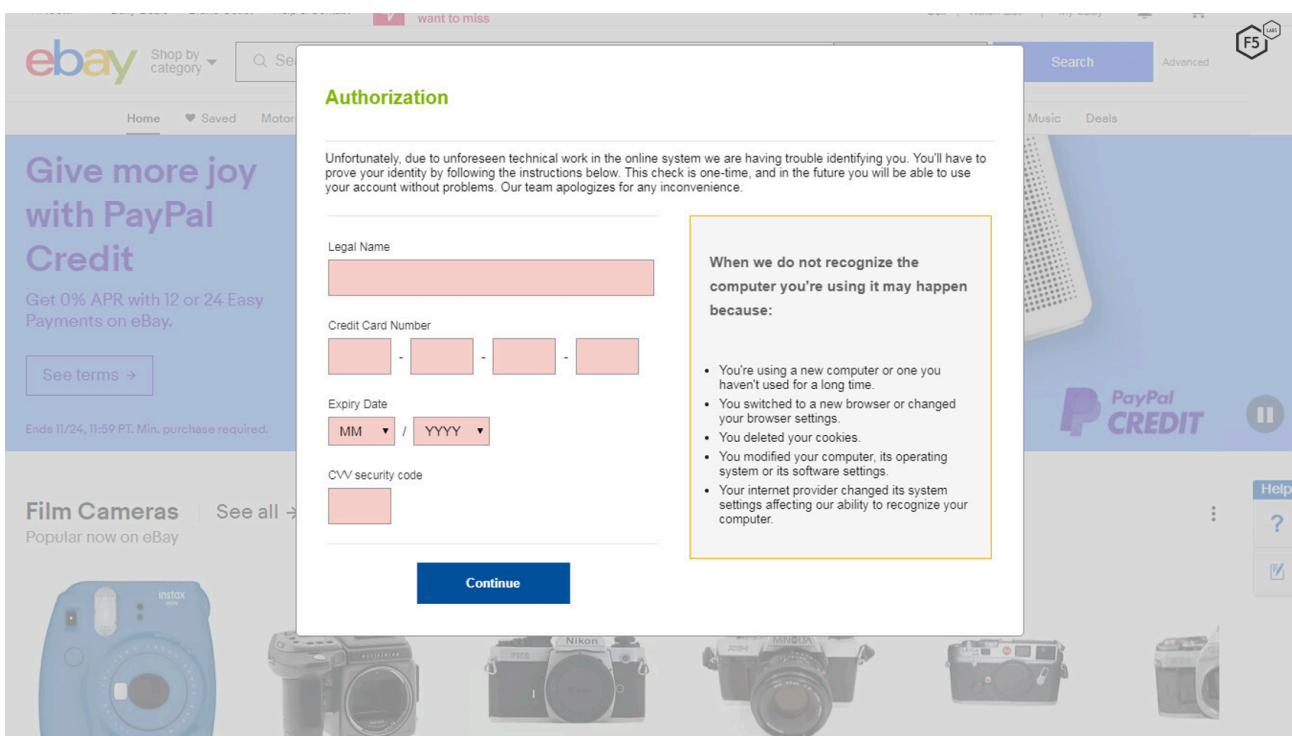 want to miss
F5 LABS
ebay
Shop by
category
Search
Advanced
Home
Saved
Music
Deals
Give more joy
with PayPal
Credit
Get 0% APR with 12 or 24 Easy
Payments on eBay.
See terms →
Ends 11/24, 11:59 PT. Min. purchase required.
PayPal
CREDIT
Authorization
Unfortunately, due to unforeseen technical work in the online system we are having trouble identifying you. You'll have to
prove your identity by following the instructions below. This check is one-time, and in the future you will be able to use
your account without problems. Our team apologizes for any inconvenience.
Legal Name
Credit Card Number
- - -
Expiry Date
MM / YYYY
CVV security code
Continue
When we do not recognize the
computer you're using it may happen
because:
• You're using a new computer or one you
haven't used for a long time.
• You switched to a new browser or changed
your browser settings.
• You deleted your cookies.
• You modified your computer, its operating
system or its software settings.
• Your internet provider changed its system
settings affecting our ability to recognize your
computer.
Film Cameras
See all →
Popular now on eBay
Help
?
instax
Nikon
MINOLTA